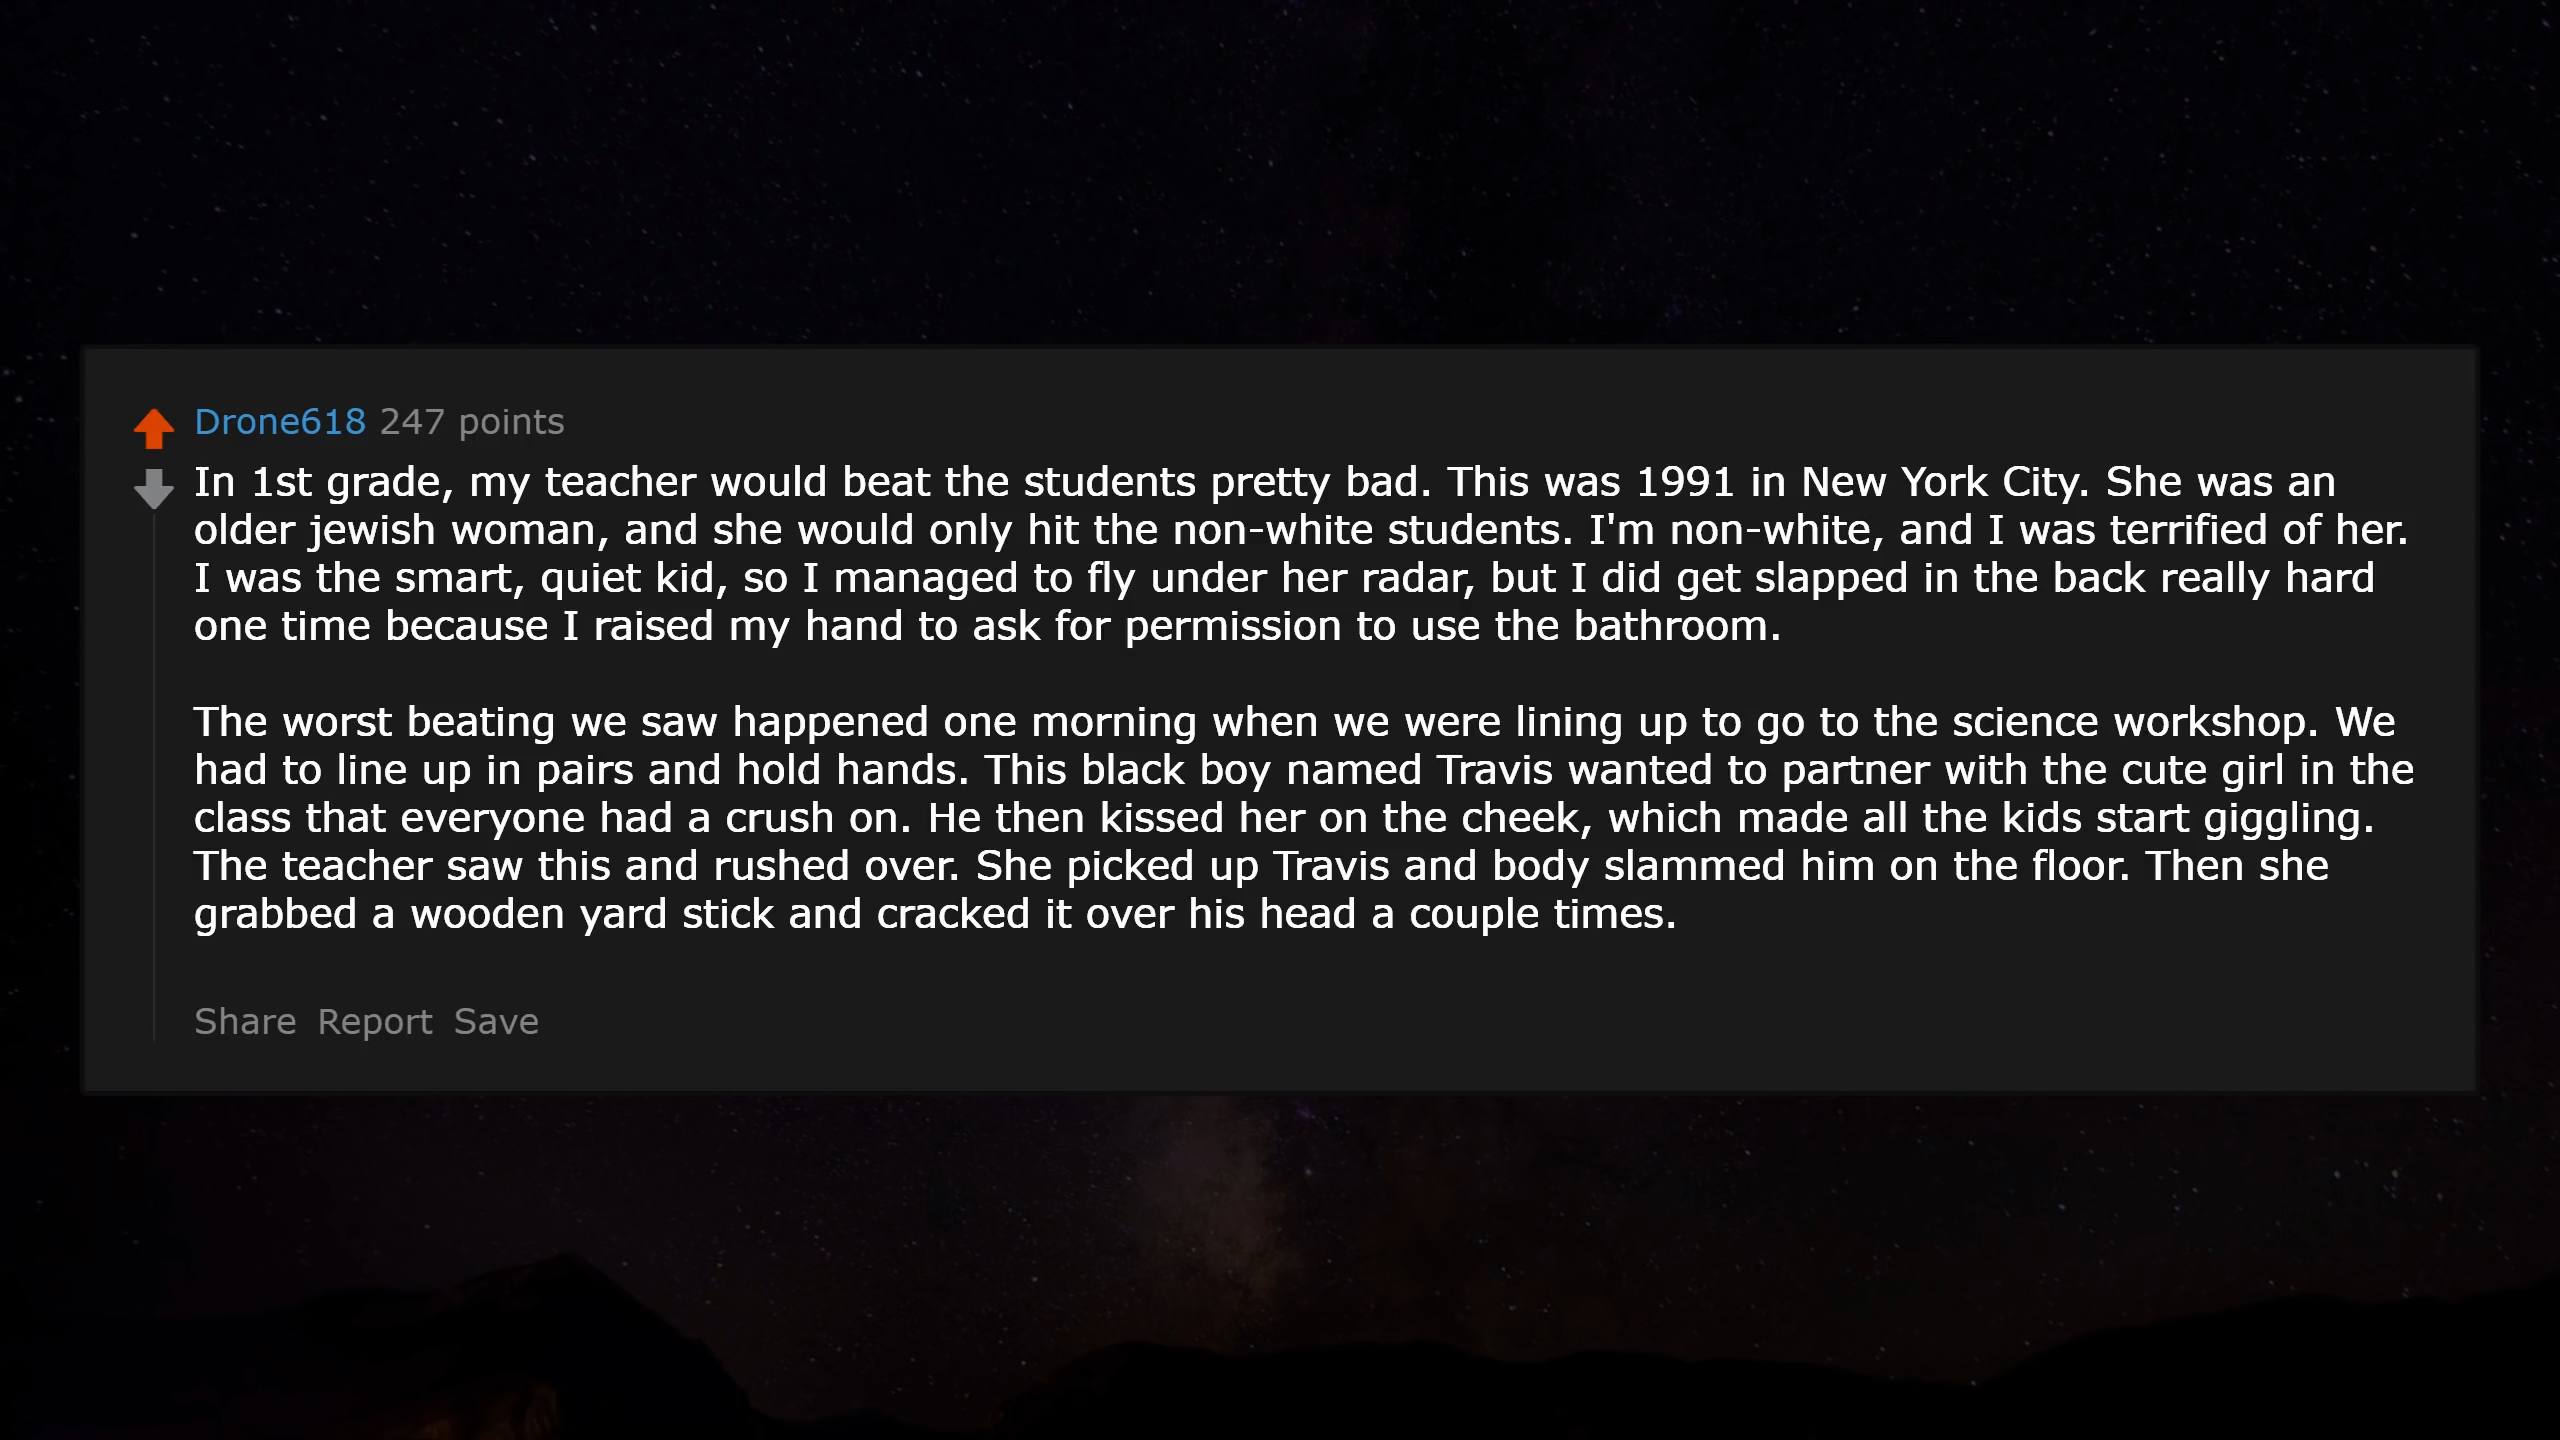 Drone618 247 points
In 1st grade, my teacher would beat the students pretty bad. This was 1991 in New York City. She was an
older jewish woman, and she would only hit the non-white students. I'm non-white, and I was terrified of her.
I was the smart, quiet kid, so I managed to fly under her radar, but I did get slapped in the back really hard
one time because I raised my hand to ask for permission to use the bathroom.
The worst beating we saw happened one morning when we were lining up to go to the science workshop. We
had to line up in pairs and hold hands. This black boy named Travis wanted to partner with the cute girl in the
class that everyone had a crush on. He then kissed her on the cheek, which made all the kids start giggling.
The teacher saw this and rushed over. She picked up Travis and body slammed him on the floor. Then she
grabbed a wooden yard stick and cracked it over his head a couple times.
Share Report Save